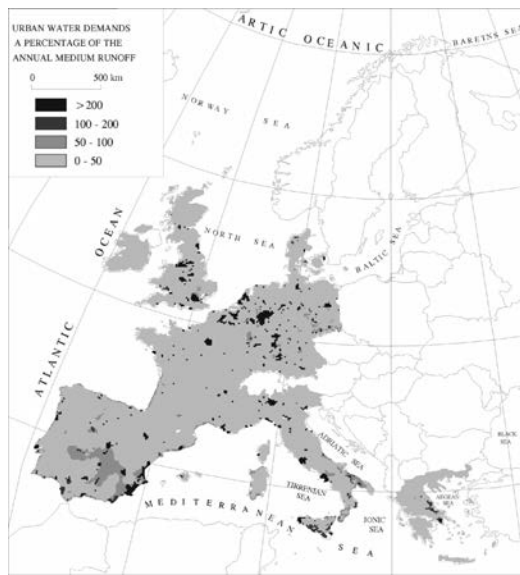 URBAN WATER DEMANDS
A PERCENTAGE OF THE
ANNUAL MEDIUM RUNOFF
0 500 km
>200
100 - 200
50 - 100
0 - 50
ARTIC OCEANIC
BARETNS SEA
NORWAY SEA
ATLANTIC OCEAN
NORTH SEA
BALTIC SEA
BLACK SEA
ADRIATIC SEA
TIRRENIAN SEA
AEGEAN SEA
IONIC SEA
MEDITERRANEAN SEA